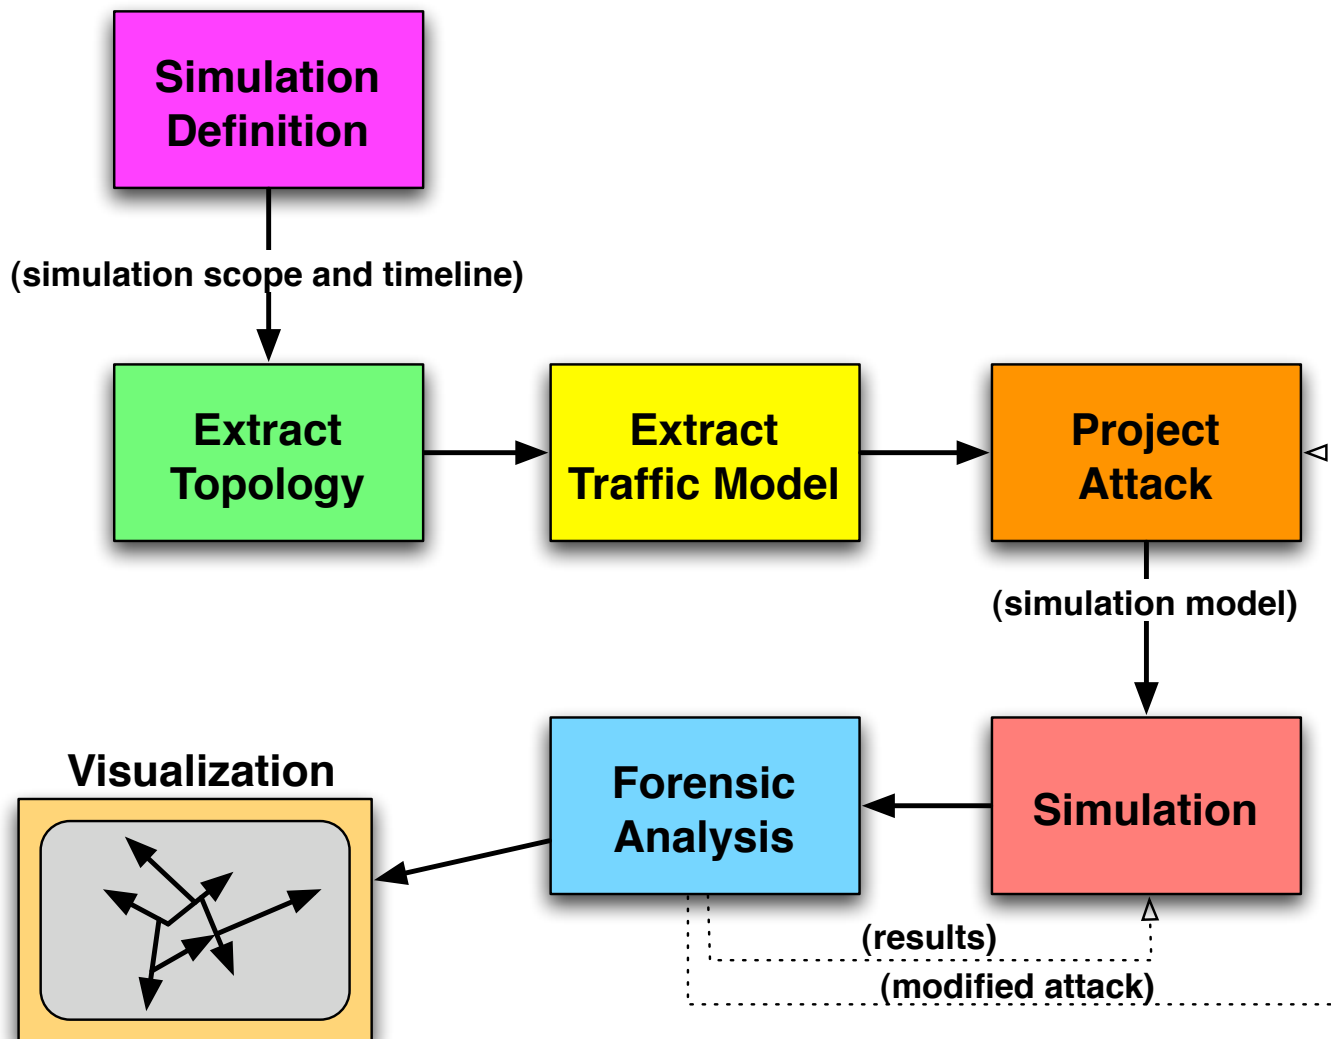 Simulation
Definition
(simulation scope and timeline)
Extract
Topology
Extract
Traffic Model
Project
Attack
(simulation model)
Visualization
Forensic
Analysis
Simulation
(results)
(modified attack)